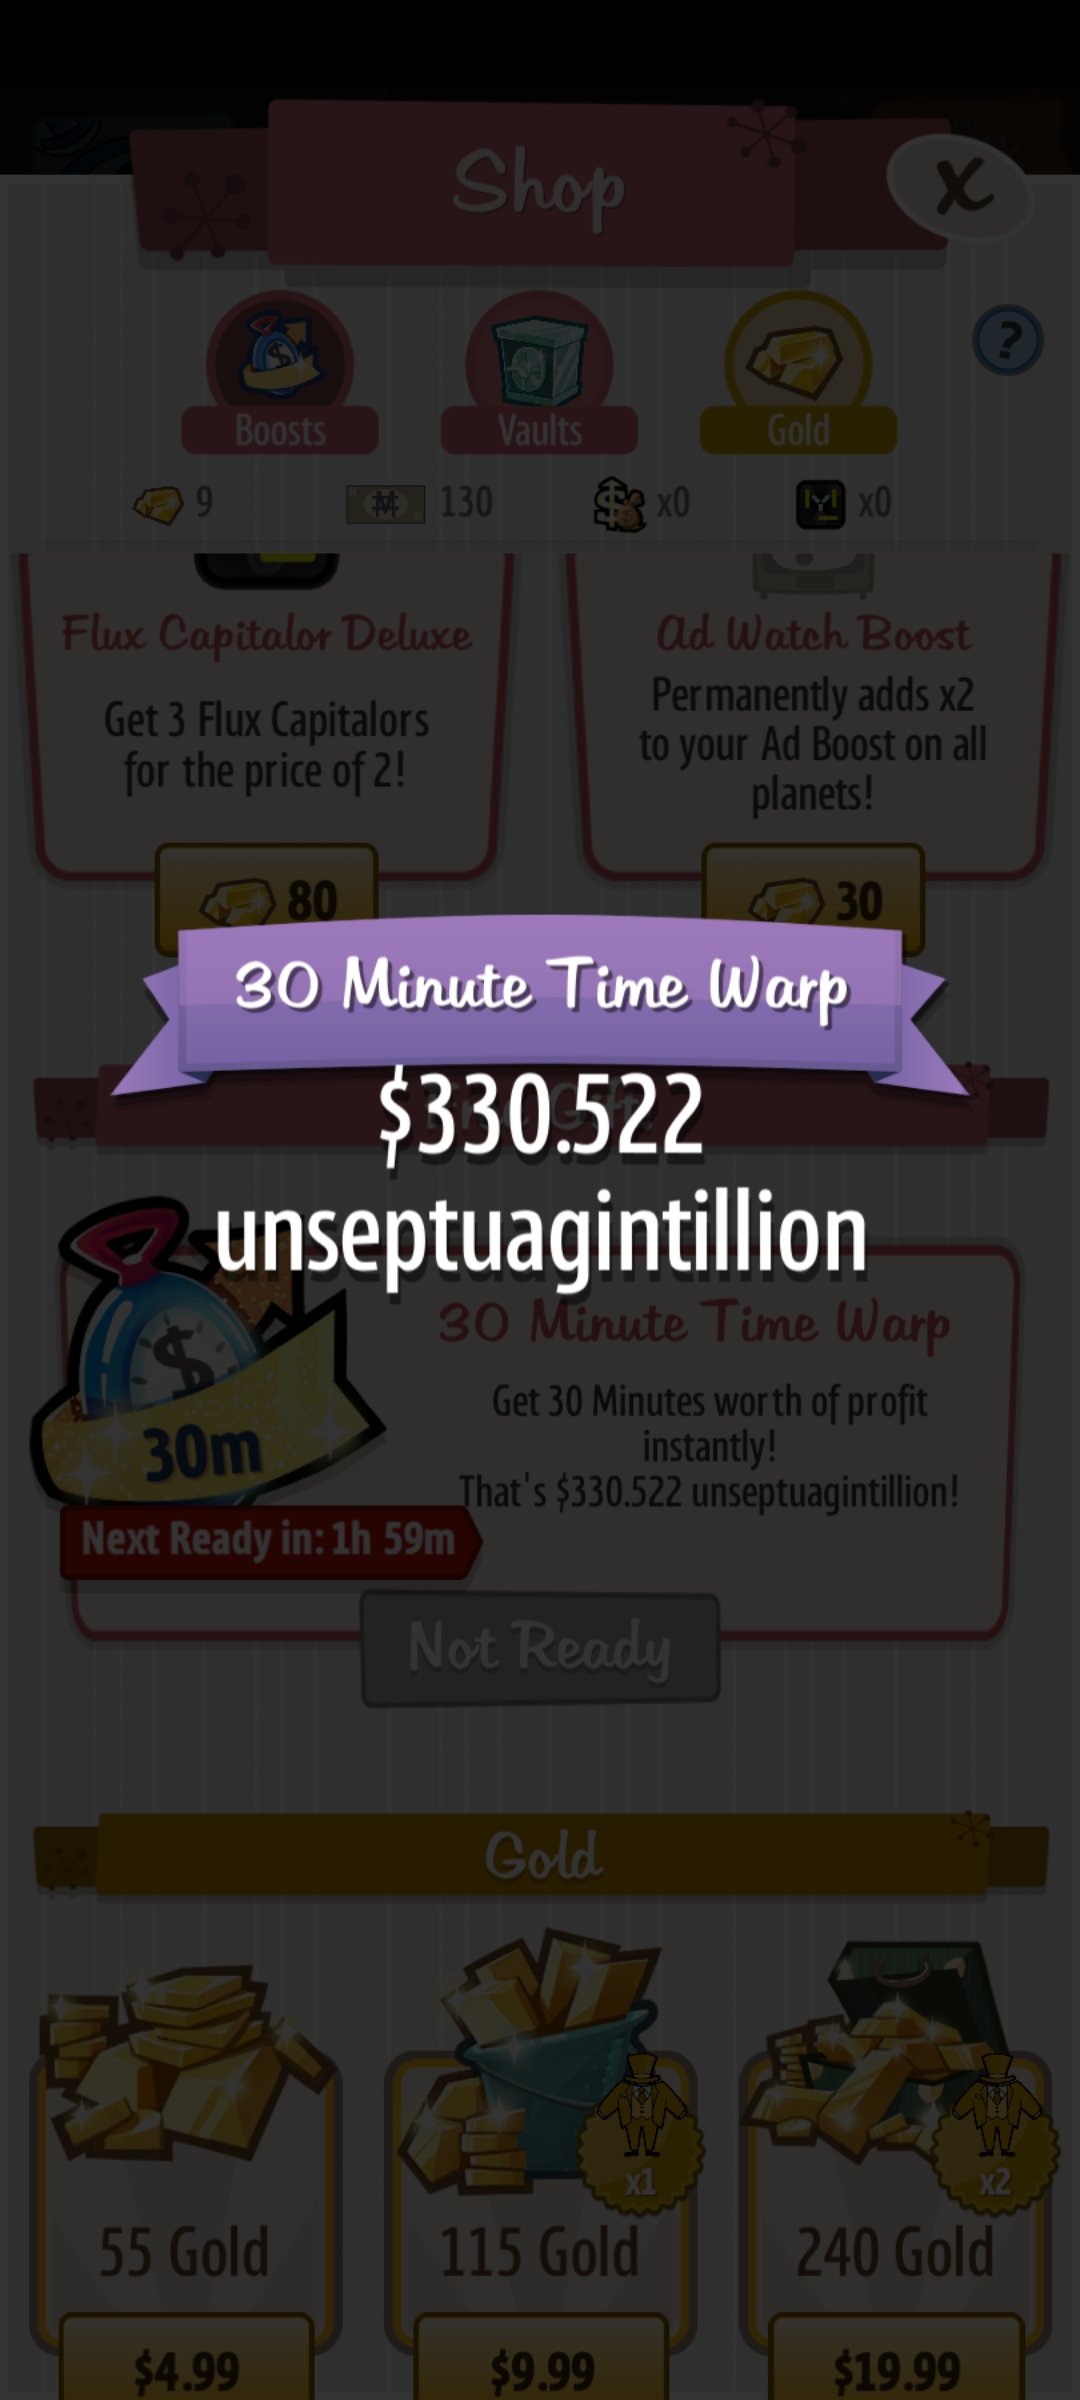 Shop
X
?
Boosts
Vaults
Gold
9
130
x0
x0
Flux Capitalor Deluxe
Get 3 Flux Capitalors
for the price of 2!
80
Ad Watch Boost
Permanently adds x2
to your Ad Boost on all
planets!
30
30 Minute Time Warp
$330.522
unseptuagintillion
30m
30 Minute Time Warp
Get 30 Minutes worth of profit
instantly!
That's $330.522 unseptuagintillion!
Next Ready in: 1h 59m
Not Ready
Gold
x1
x2
55 Gold
115 Gold
240 Gold
$4.99
$9.99
$19.99